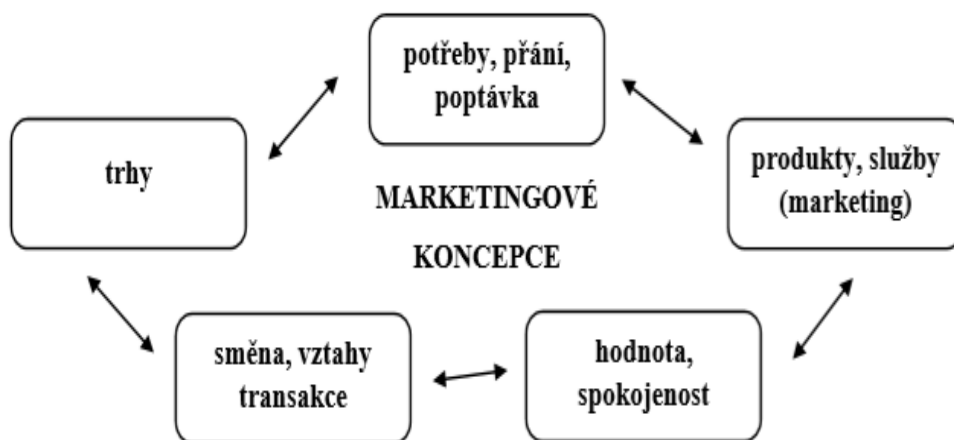 potřeby, přání,
poptávka
trhy
produkty, služby
(marketing)
MARKETINGOVÉ
KONCEPCE
směna, vztahy
transakce
hodnota,
spokojenost